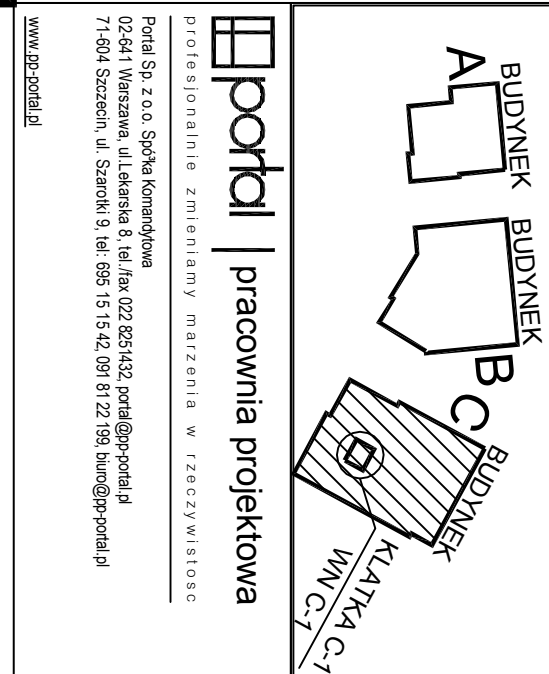 BUDYNEK
A
BUDYNEK
B
BUDYNEK
C
KLATKA C-1
WN C-1
portal | pracownia projektowa
profesjonalnie zmieniamy marzenia w rzeczywistosc
Portal Sp. z o.o. Spó³ka Komandytowa
02-641 Warszawa, ul.Lekarska 8, tel./fax 022 8251432, portal@pp-portal.pl
71-604 Szczecin, ul. Szarotki 9, tel: 695 15 15 42, 091 81 22 199, biuro@pp-portal.pl
www.pp-portal.pl